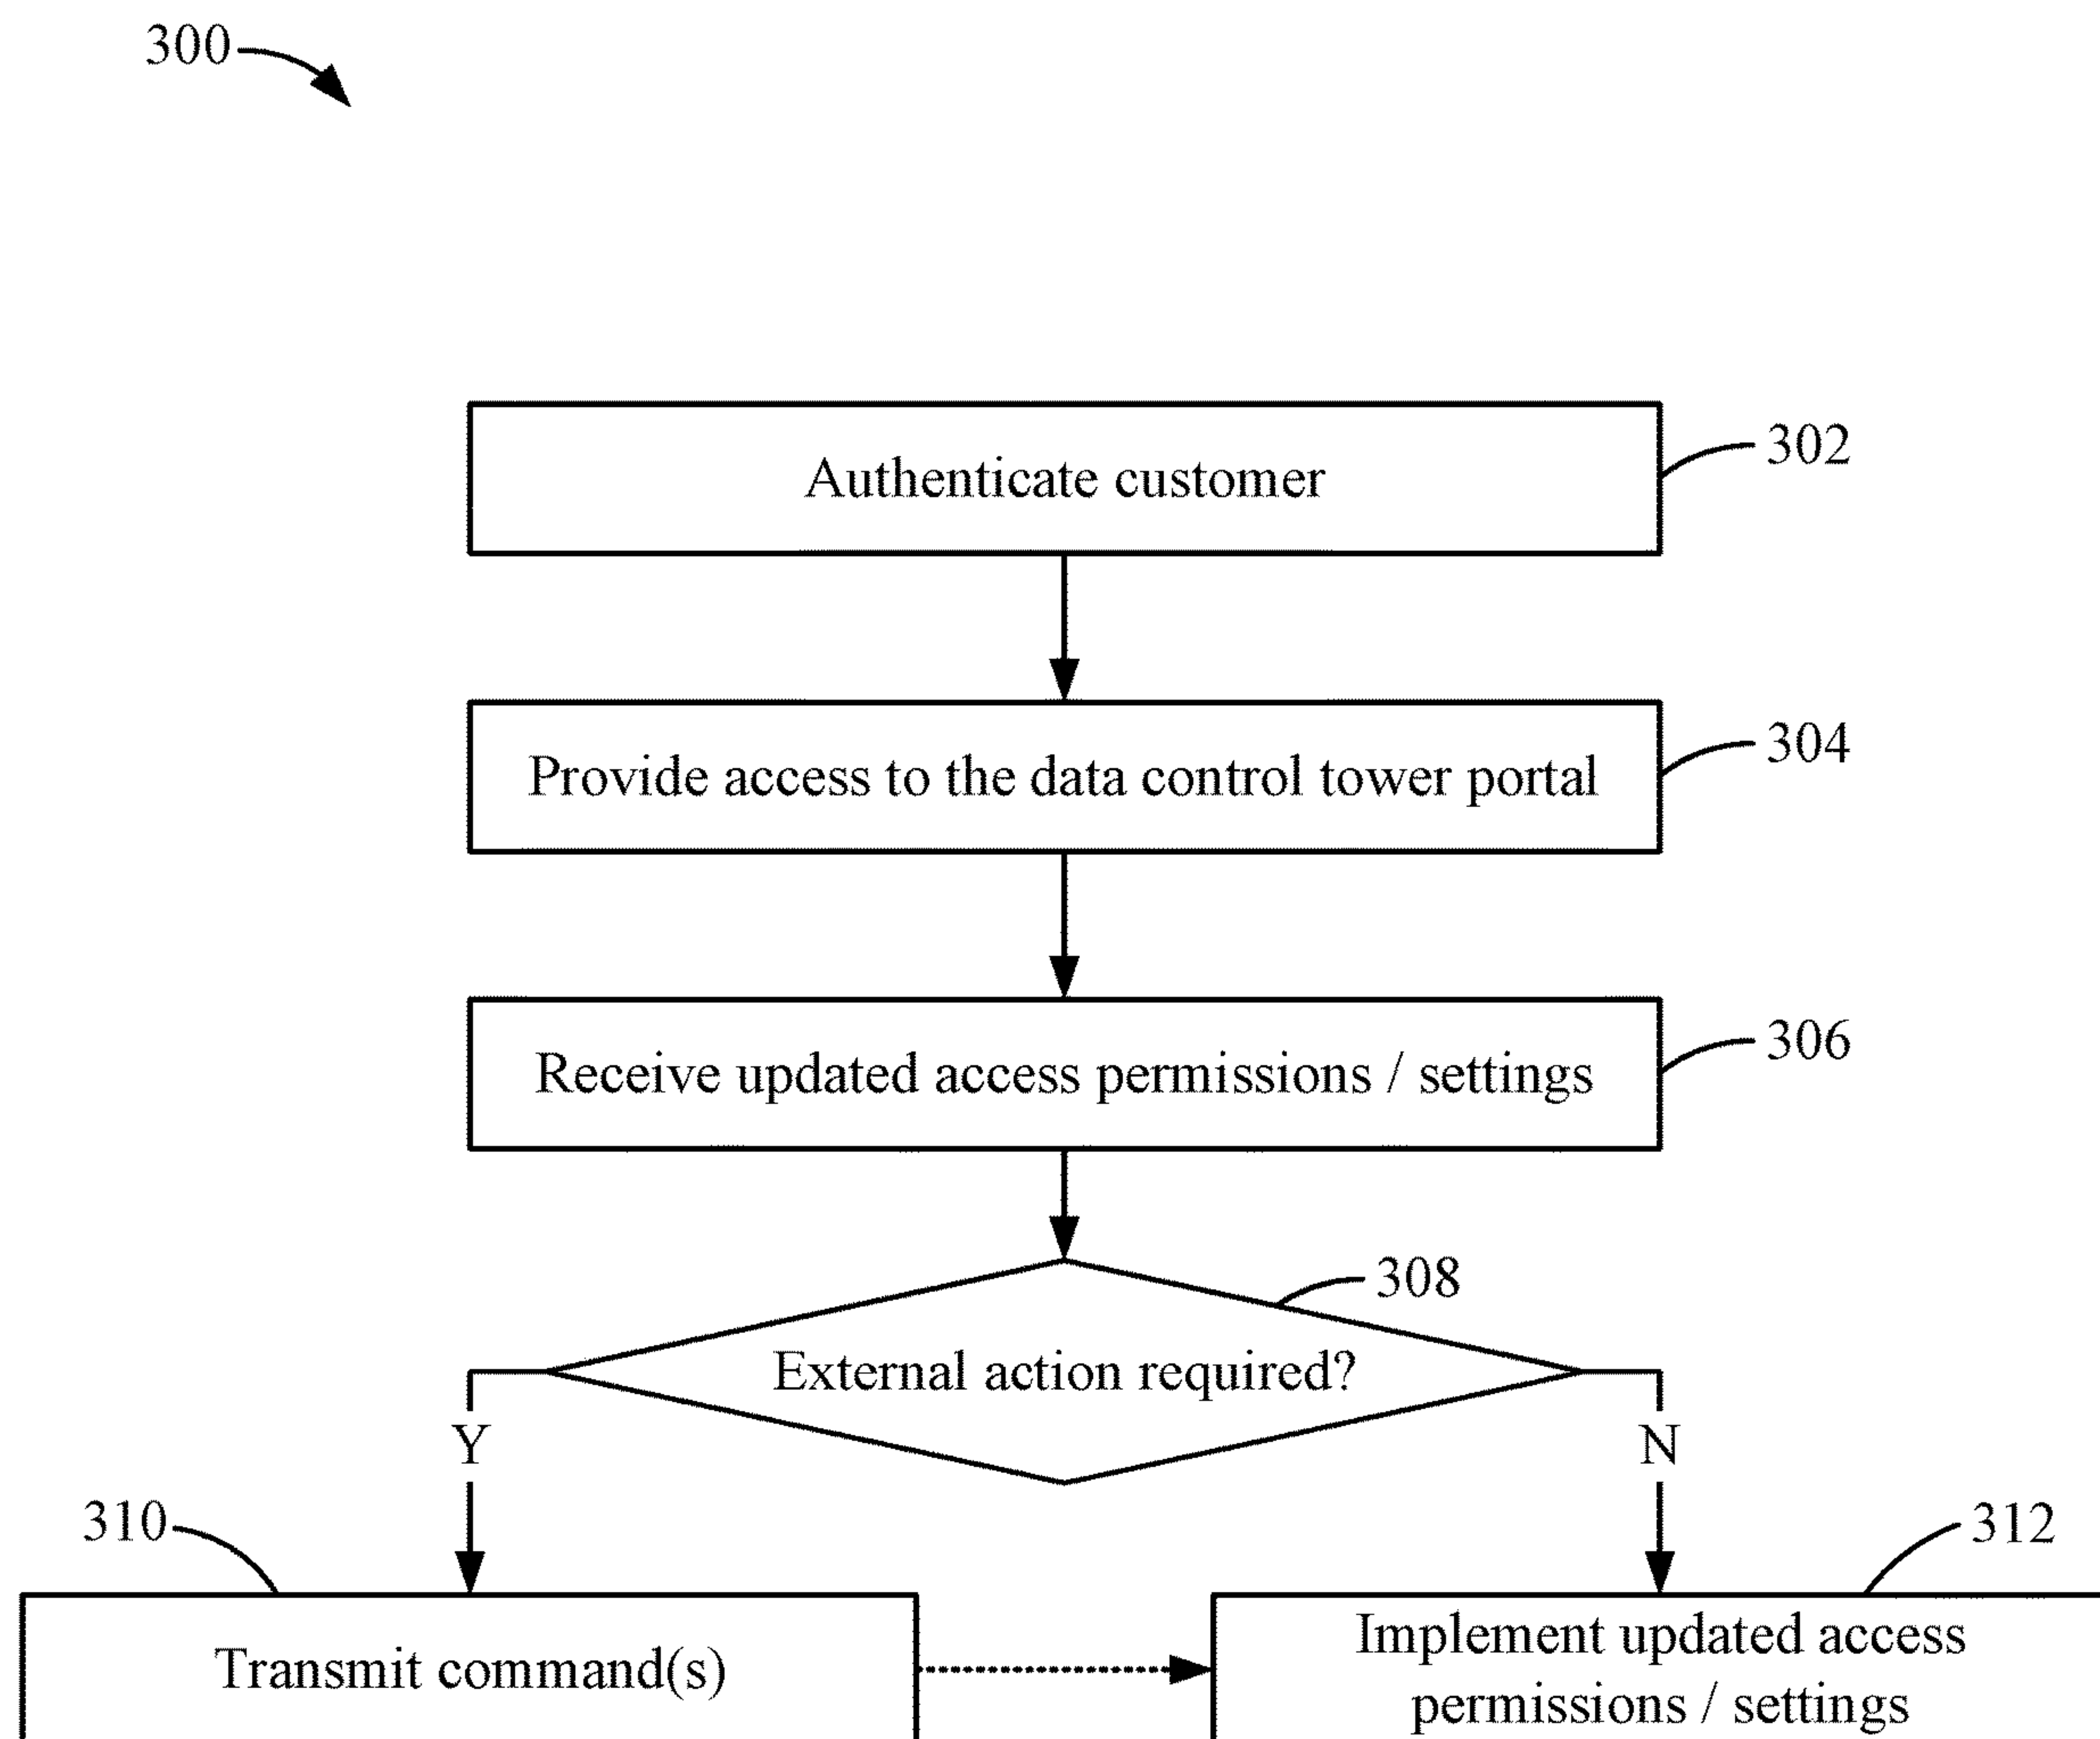 300
Authenticate customer
302
Provide access to the data control tower portal
304
Receive updated access permissions / settings
306
308
External action required?
Y
N
310
312
Transmit command(s)
Implement updated access
permissions / settings